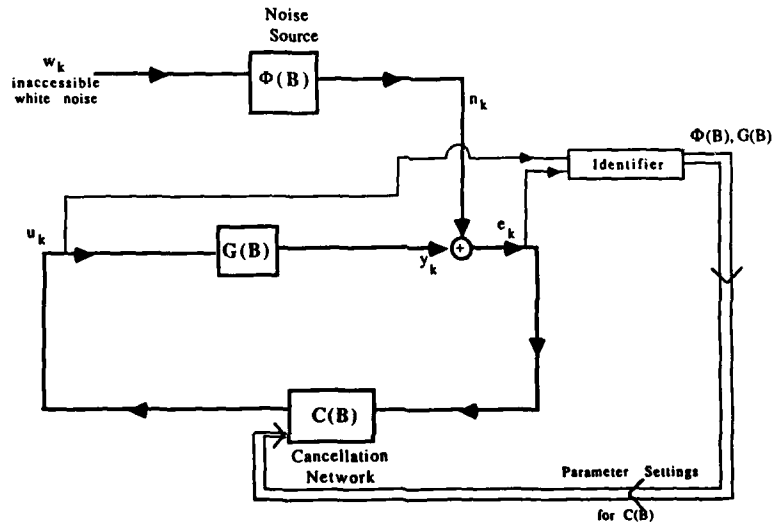 Noise
Source
w_k
inaccessible
white noise
Φ(B)
n_k
Φ(B), G(B)
Identifier
u_k
G(B)
y_k
+
e_k
C(B)
Cancellation
Network
Parameter Settings
for C(B)